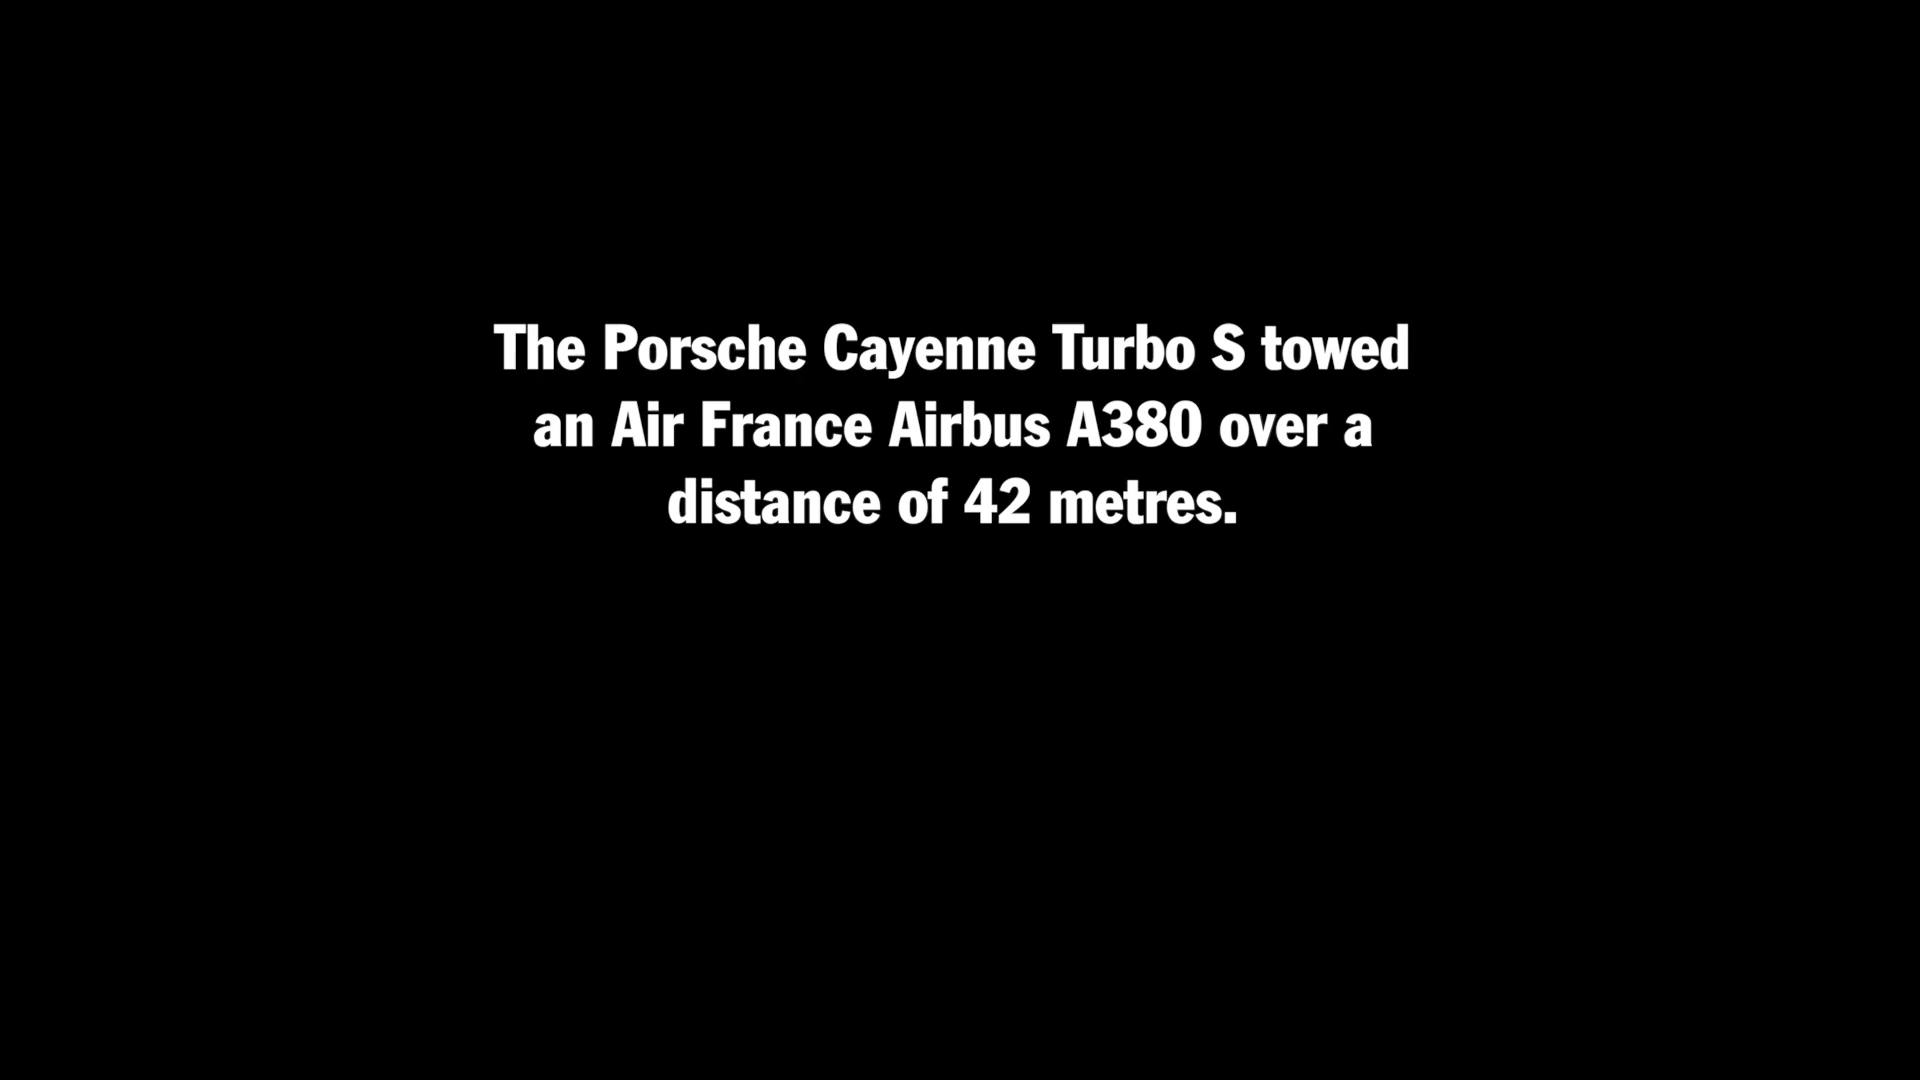 The Porsche Cayenne Turbo S towed
an Air France Airbus A380 over a
distance of 42 metres.